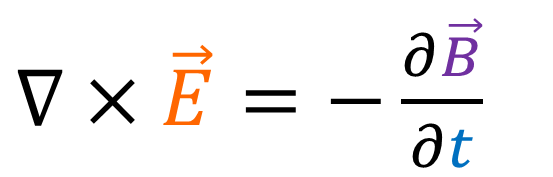 ∇ × E⃗ = − ∂B⃗ / ∂t